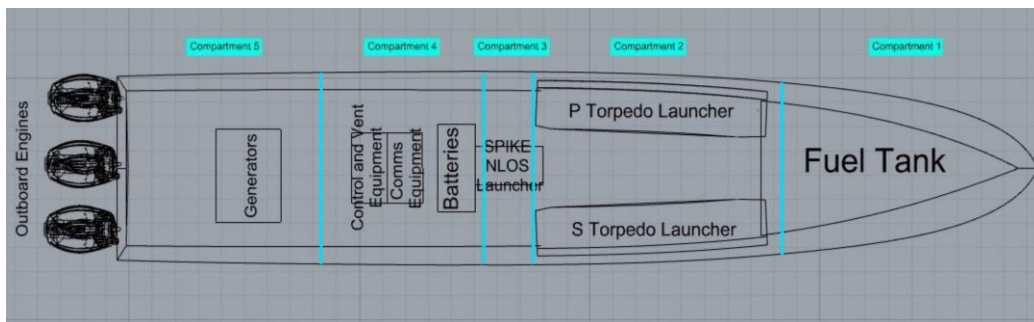 Compartment 5
Compartment 4
Compartment 3
Compartment 2
Compartment 1
Outboard Engines
Generators
Control and Vent
Equipment
Comms
Equipment
Batteries
SPIKE
NLOS
Launcher
P Torpedo Launcher
S Torpedo Launcher
Fuel Tank